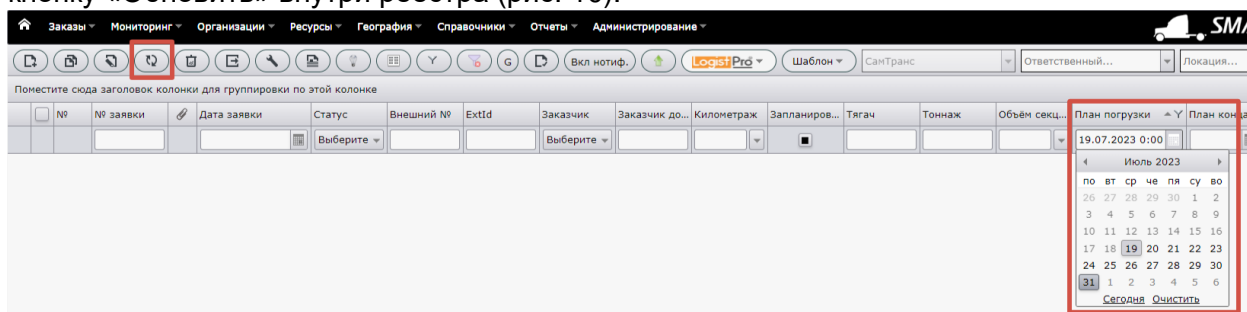 кнопку «Обновить» внутри реестра (рис. 10).
Заказы Мониторинг Организации Ресурсы География Справочники Отчеты Администрирование SMA
G Вкл нотиф. LogistPro Шаблон СамТранс Ответственный... Локация...
Поместите сюда заголовок колонки для группировки по этой колонке
№ № заявки Дата заявки Статус Внешний № ExtId Заказчик Заказчик до... Километраж Запланиров... Тягач Тоннаж Объём секц... План погрузки План конца
Выберите Выберите 19.07.2023 0:00
Июль 2023
по вт ср че пя су во
26 27 28 29 30 1 2
3 4 5 6 7 8 9
10 11 12 13 14 15 16
17 18 19 20 21 22 23
24 25 26 27 28 29 30
31 1 2 3 4 5 6
Сегодня Очистить